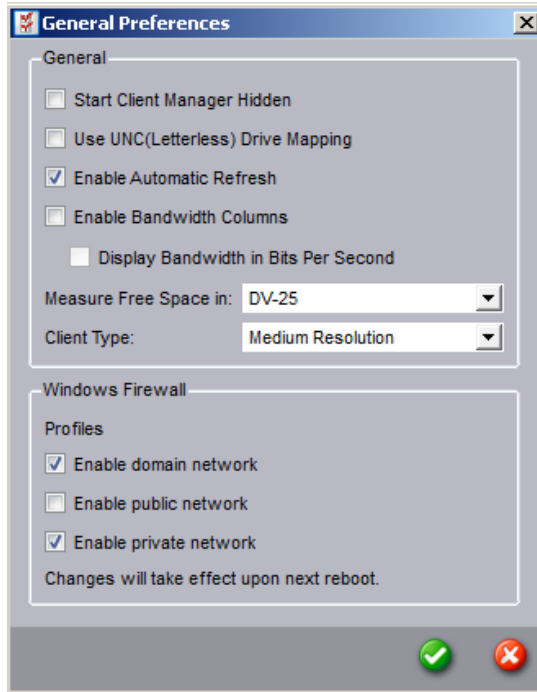 General Preferences
General
Start Client Manager Hidden
Use UNC(Letterless) Drive Mapping
Enable Automatic Refresh
Enable Bandwidth Columns
Display Bandwidth in Bits Per Second
Measure Free Space in: DV-25
Client Type: Medium Resolution
Windows Firewall
Profiles
Enable domain network
Enable public network
Enable private network
Changes will take effect upon next reboot.